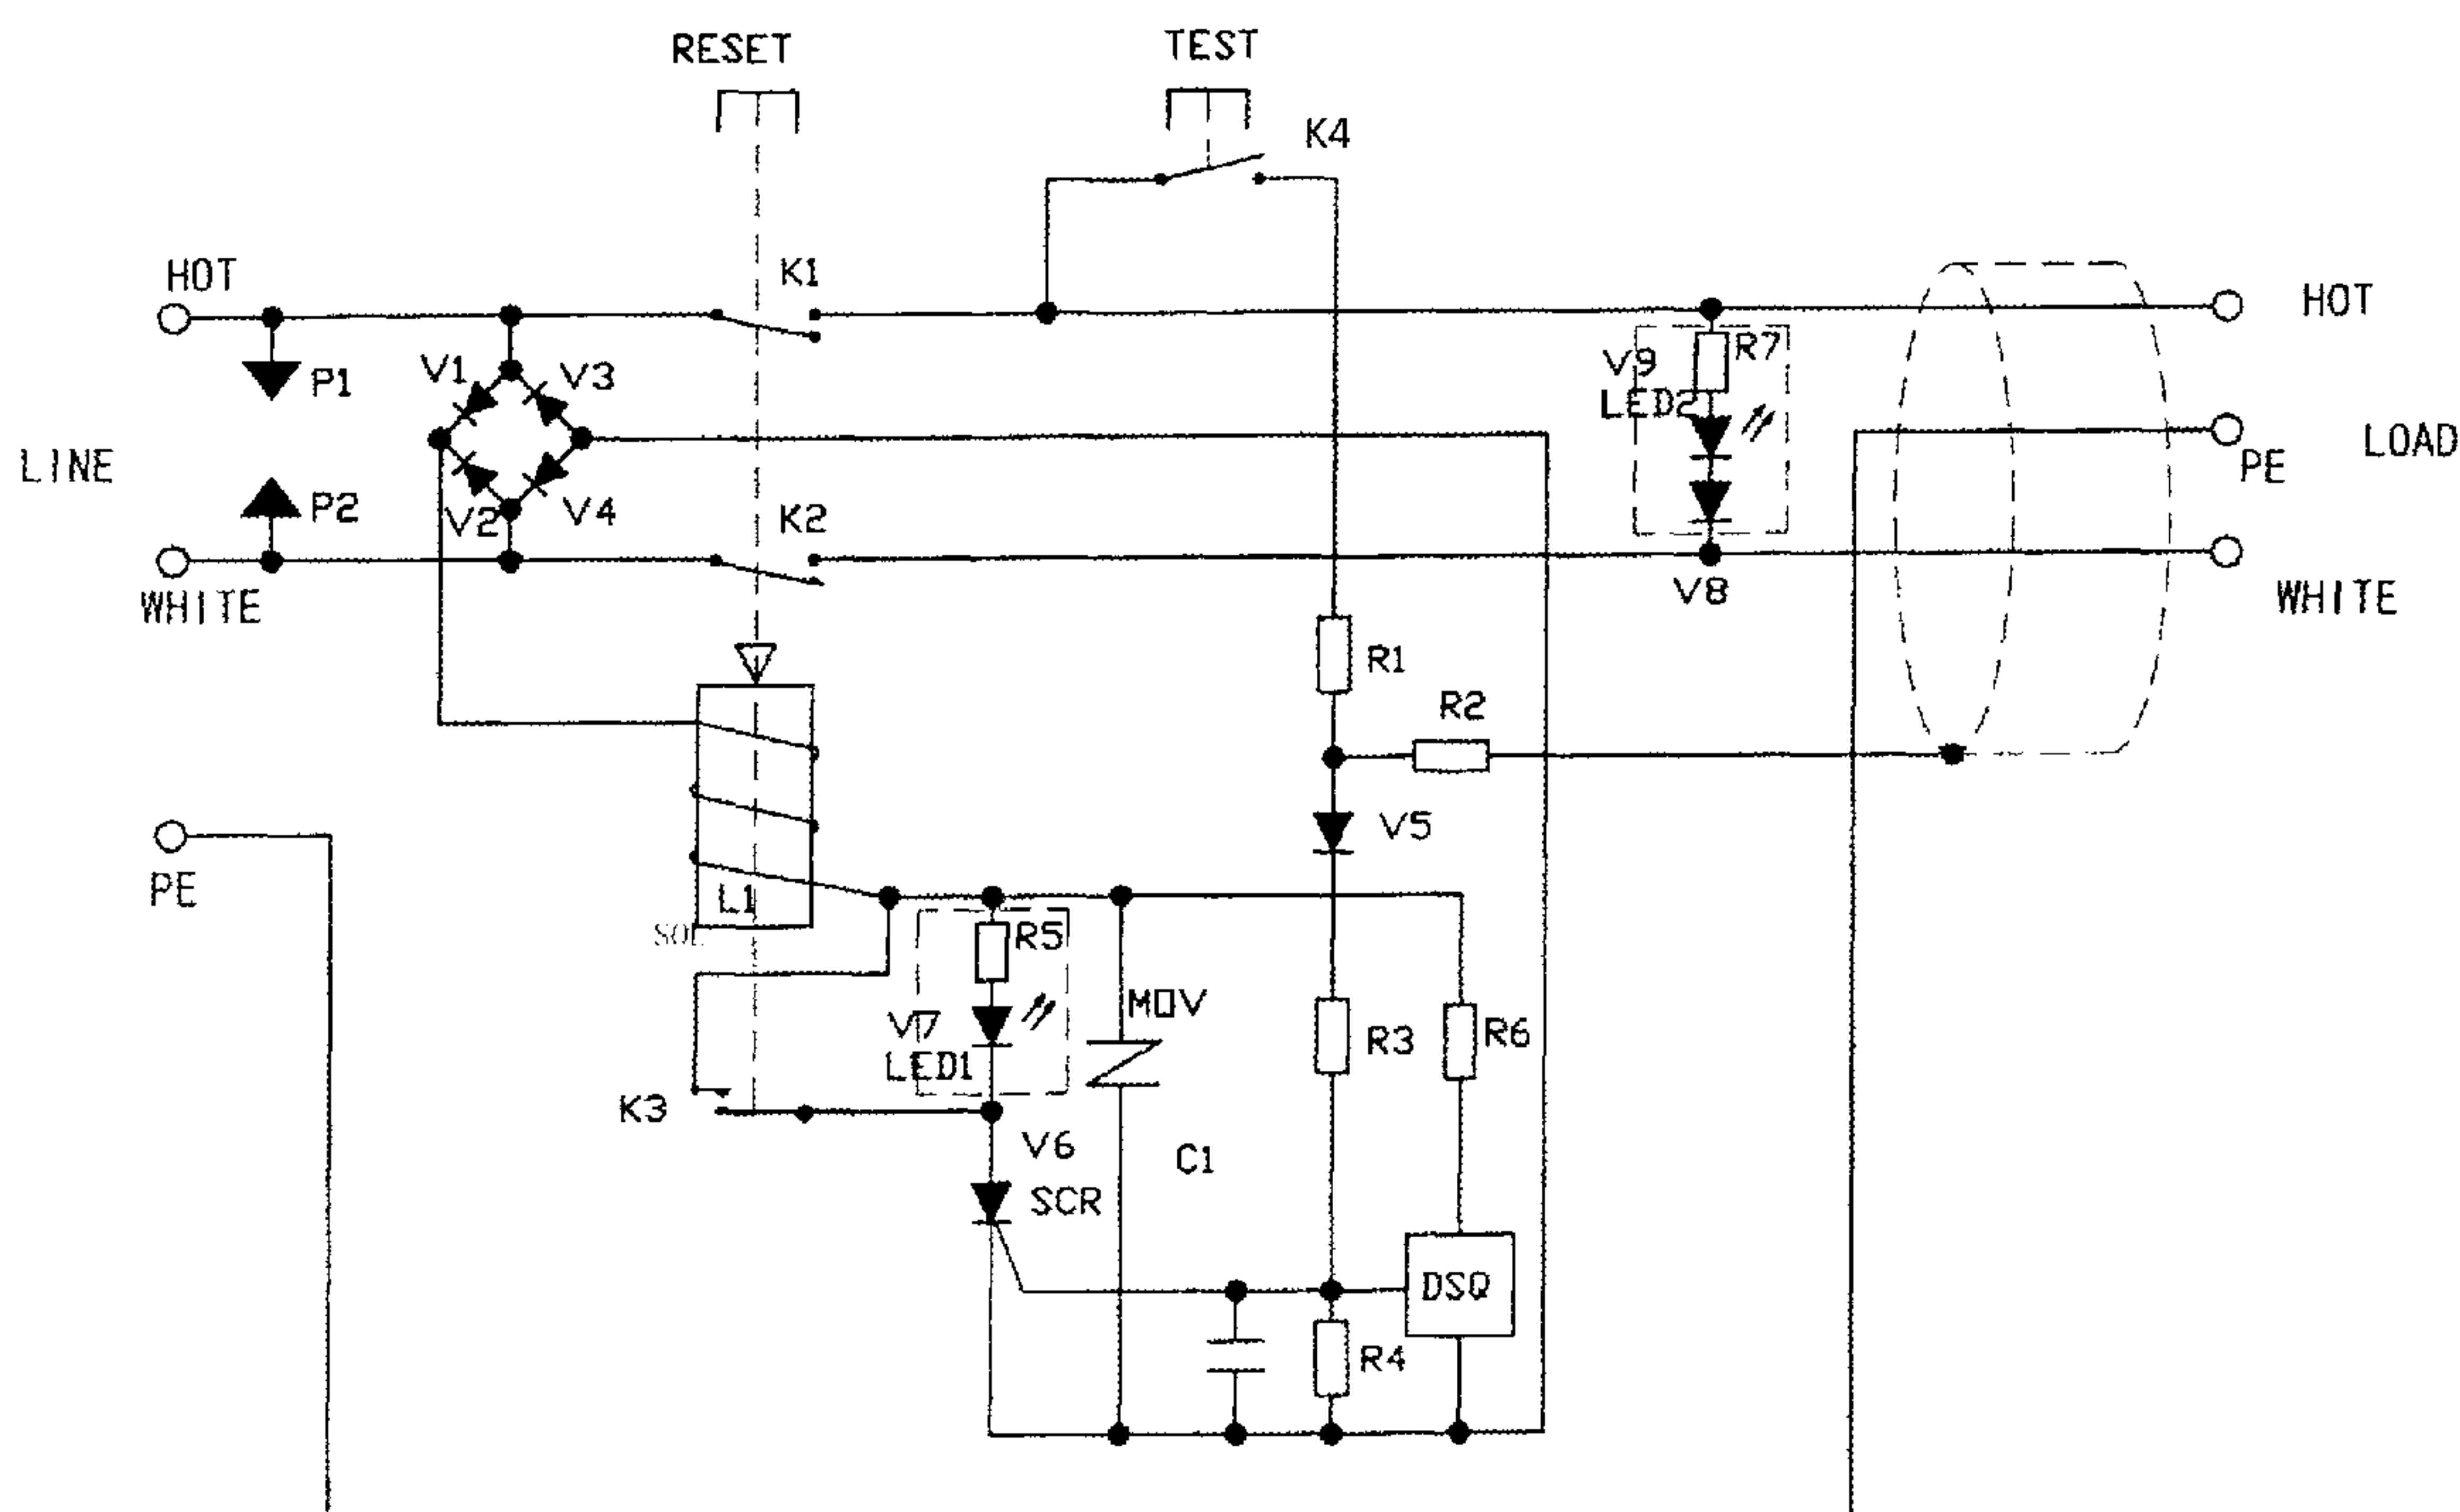 RESET
TEST
K4
HOT
K1
HOT
V1
V3
P1
V9
R7
LED2
LINE
LOAD
PE
P2
V2
V4
K2
WHITE
V8
WHITE
R1
R2
V5
PE
L1
SOL
R5
MOV
V7
LED1
R3
R6
K3
V6
C1
SCR
DSQ
R4